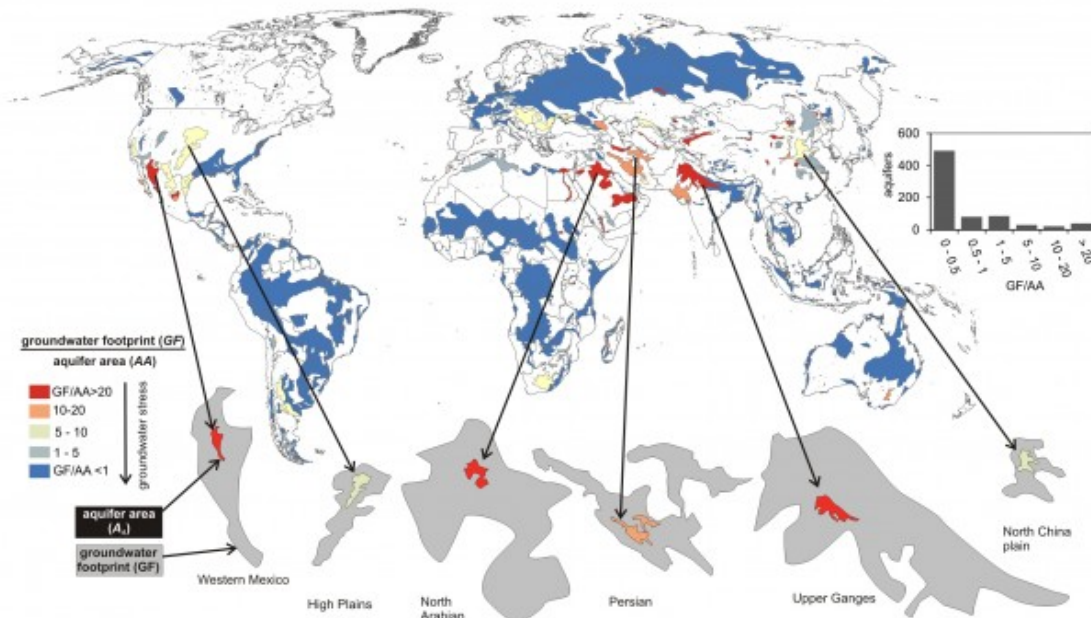 600
400
200
0
aquifers
0 - 0.5
0.5 - 1
1 - 5
5 - 10
10 - 20
> 20
GF/AA
groundwater footprint (GF)
aquifer area (AA)
GF/AA>20
10-20
5 - 10
1 - 5
GF/AA <1
groundwater stress
aquifer area
groundwater
footprint (GF)
Western Mexico
High Plains
North
Arabian
Persian
Upper Ganges
North China
plain